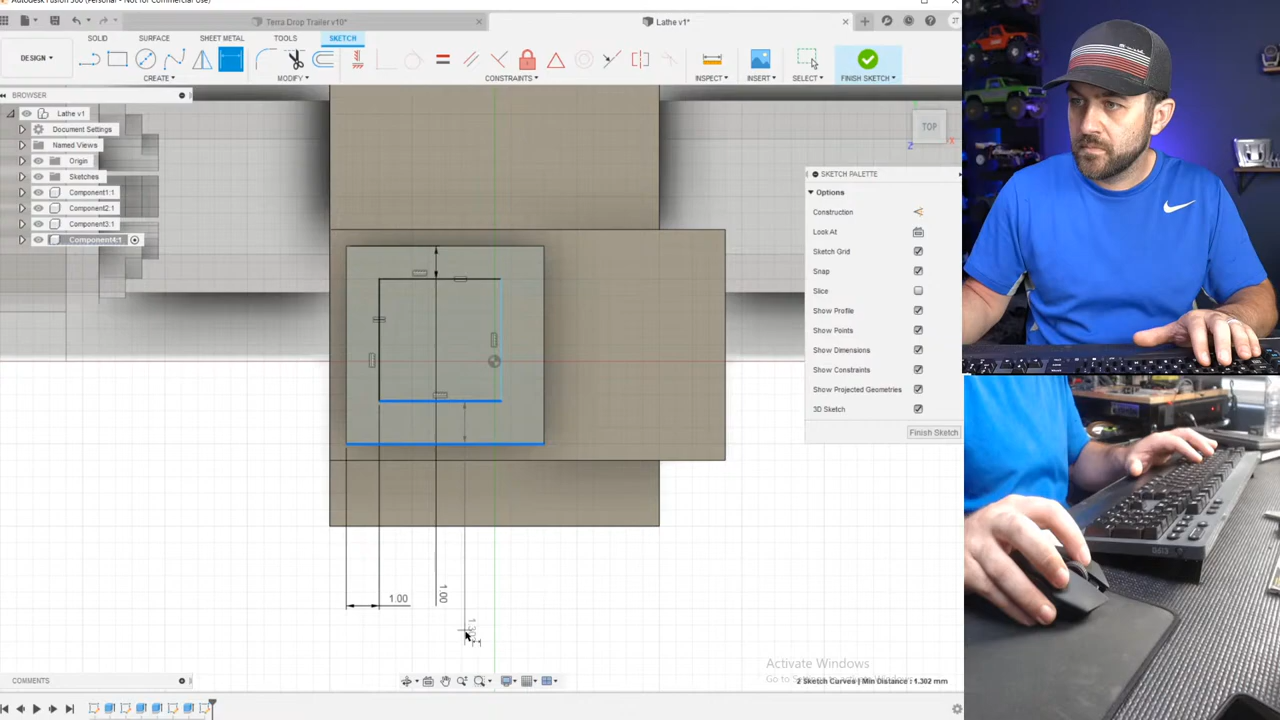 Autodesk Fusion 360 (Personal - Not for Commercial Use)
Terra Drop Trailer v10*
Lathe v1*
SOLID SURFACE SHEET METAL TOOLS SKETCH
DESIGN
CREATE MODIFY CONSTRAINTS INSPECT INSERT SELECT FINISH SKETCH
BROWSER
Lathe v1
Document Settings
Named Views
Origin
Sketches
Component1:1
Component2:1
Component3:1
Component4:1
TOP
X
Z
SKETCH PALETTE
Options
Construction
Look At
Sketch Grid
Snap
Slice
Show Profile
Show Points
Show Dimensions
Show Constraints
Show Projected Geometries
3D Sketch
Finish Sketch
1.00
1.00
Activate Windows
2 Sketch Curves | Min Distance : 1.302 mm
COMMENTS
G613